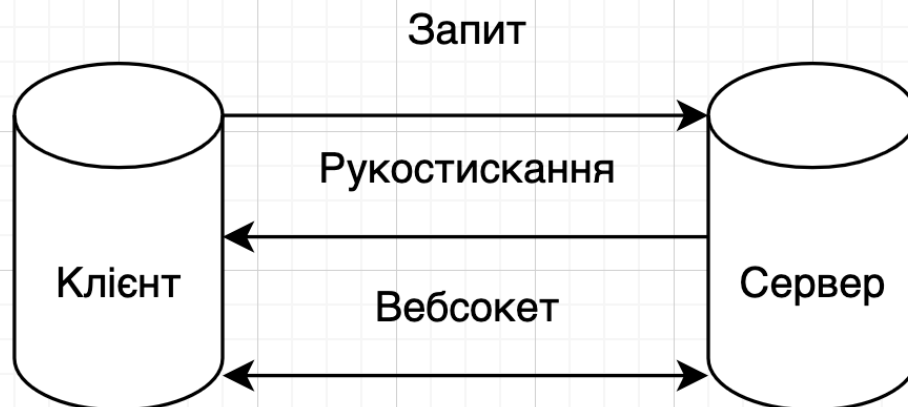 Запит
Рукостискання
Клієнт
Сервер
Вебсокет